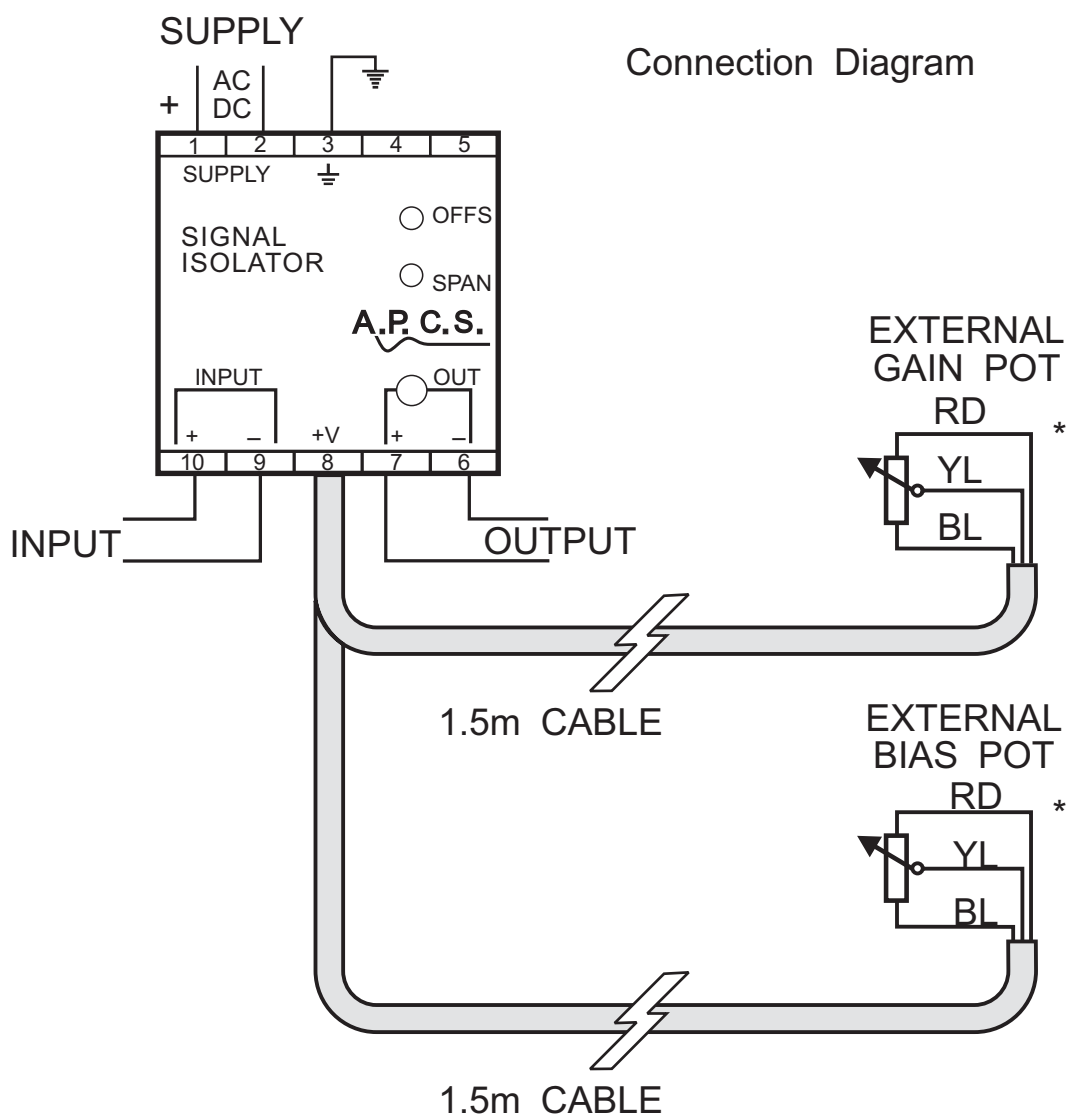 SUPPLY
Connection Diagram
+ AC
DC
1 2 3 4 5
SUPPLY
OFFS
SIGNAL
ISOLATOR
SPAN
A.P.C.S.
INPUT
OUT
+ – +V + –
10 9 8 7 6
INPUT
OUTPUT
EXTERNAL
GAIN POT
RD *
YL
BL
1.5m CABLE
EXTERNAL
BIAS POT
RD *
YL
BL
1.5m CABLE